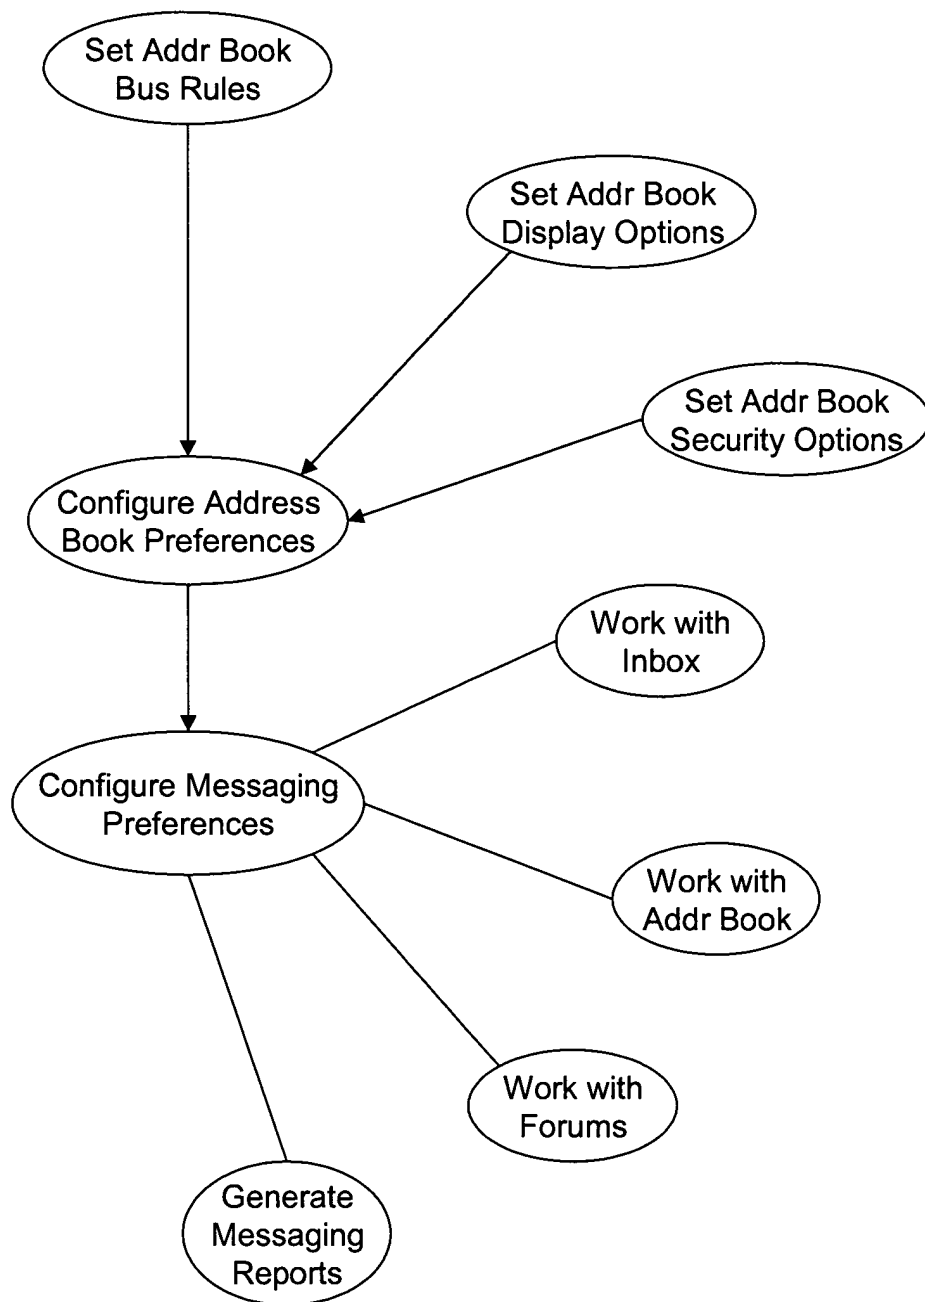 Set Addr Book
Bus Rules
Set Addr Book
Display Options
Set Addr Book
Security Options
Configure Address
Book Preferences
Work with
Inbox
Configure Messaging
Preferences
Work with
Addr Book
Work with
Forums
Generate
Messaging
Reports